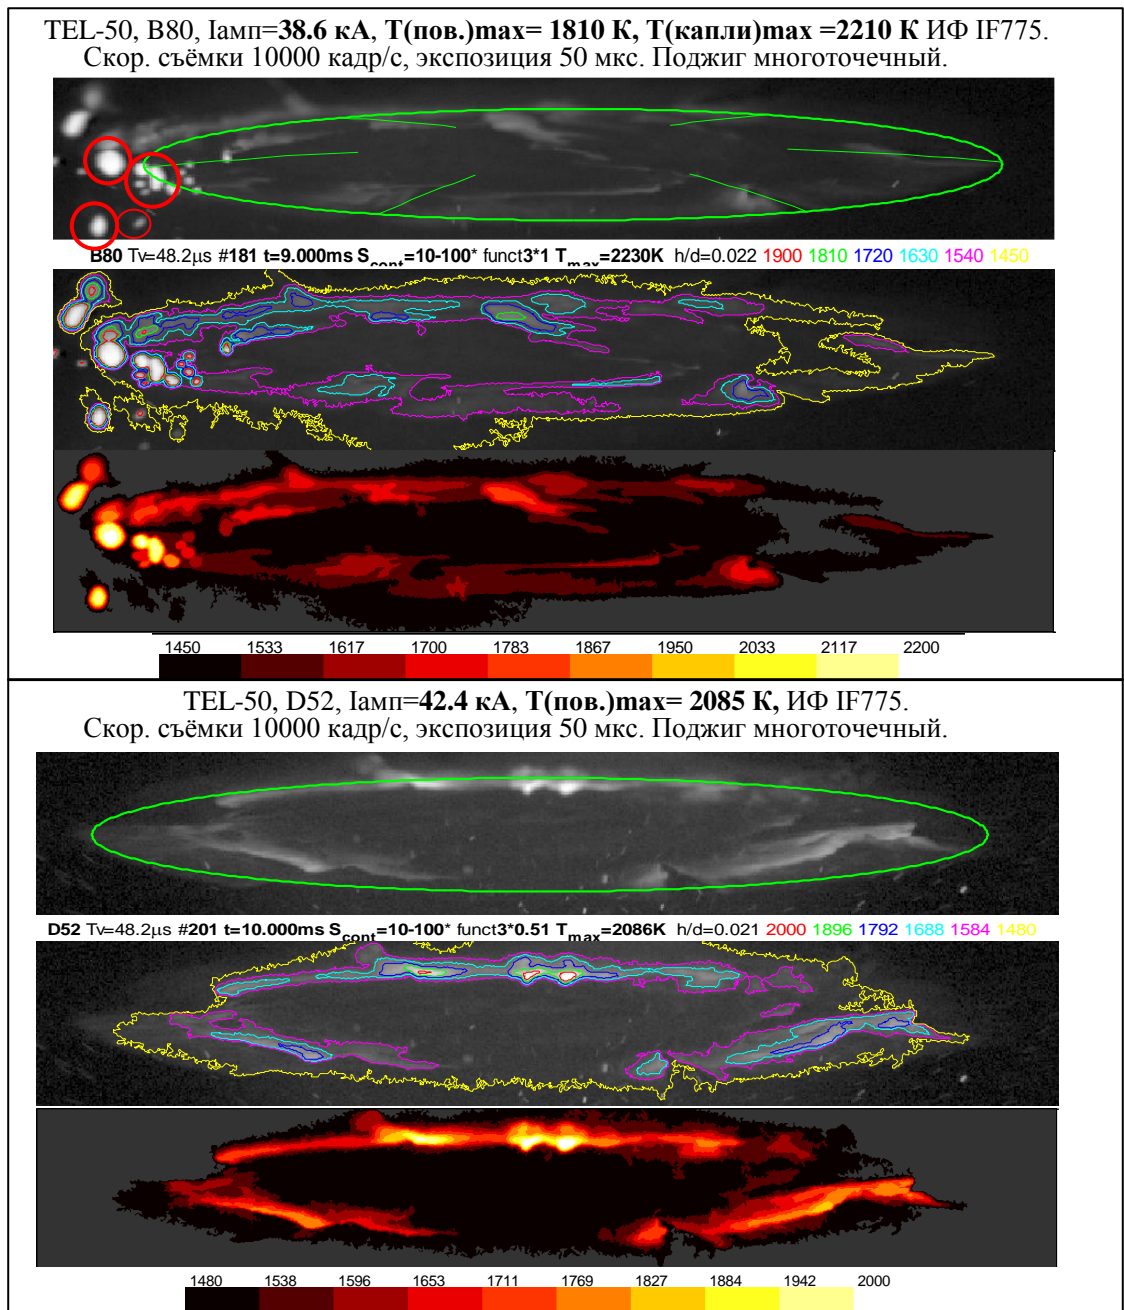 TEL-50, B80, Iамп=38.6 кА, T(пов.)max= 1810 K, T(капли)max =2210 K ИФ IF775.
Скор. съёмки 10000 кадр/с, экспозиция 50 мкс. Поджиг многоточечный.
B80 Tv=48.2μs #181 t=9.000ms S_cont=10-100* funct3*1 T_max=2230K h/d=0.022 1900 1810 1720 1630 1540 1450
1450 1533 1617 1700 1783 1867 1950 2033 2117 2200
TEL-50, D52, Iамп=42.4 кА, T(пов.)max= 2085 K, ИФ IF775.
Скор. съёмки 10000 кадр/с, экспозиция 50 мкс. Поджиг многоточечный.
D52 Tv=48.2μs #201 t=10.000ms S_cont=10-100* funct3*0.51 T_max=2086K h/d=0.021 2000 1896 1792 1688 1584 1480
1480 1538 1596 1653 1711 1769 1827 1884 1942 2000